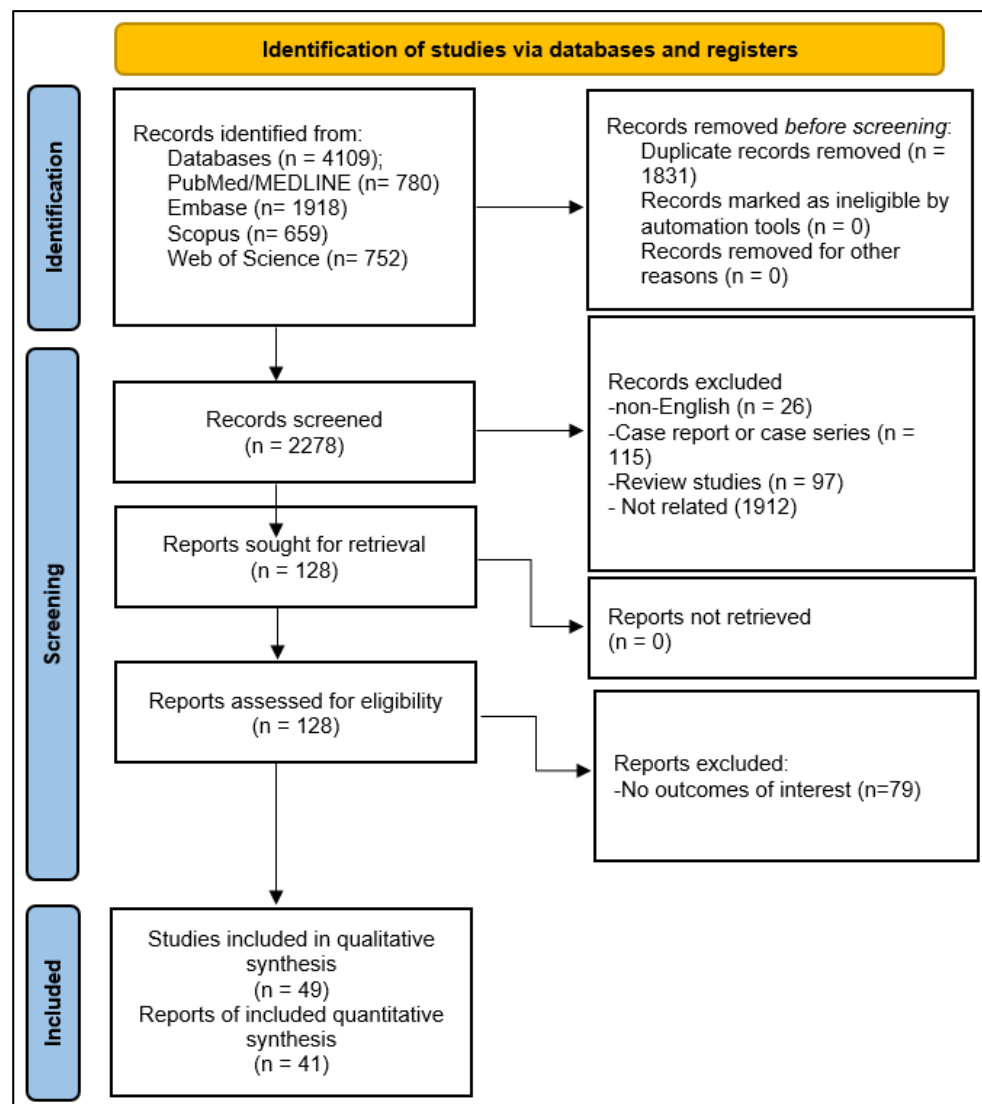 Identification of studies via databases and registers
Identification
Records identified from:
Databases (n = 4109);
PubMed/MEDLINE (n= 780)
Embase (n= 1918)
Scopus (n= 659)
Web of Science (n= 752)
Records removed before screening:
Duplicate records removed (n =
1831)
Records marked as ineligible by
automation tools (n = 0)
Records removed for other
reasons (n = 0)
Screening
Records screened
(n = 2278)
Records excluded
-non-English (n = 26)
-Case report or case series (n =
115)
-Review studies (n = 97)
- Not related (1912)
Reports sought for retrieval
(n = 128)
Reports not retrieved
(n = 0)
Reports assessed for eligibility
(n = 128)
Reports excluded:
-No outcomes of interest (n=79)
Included
Studies included in qualitative
synthesis
(n = 49)
Reports of included quantitative
synthesis
(n = 41)